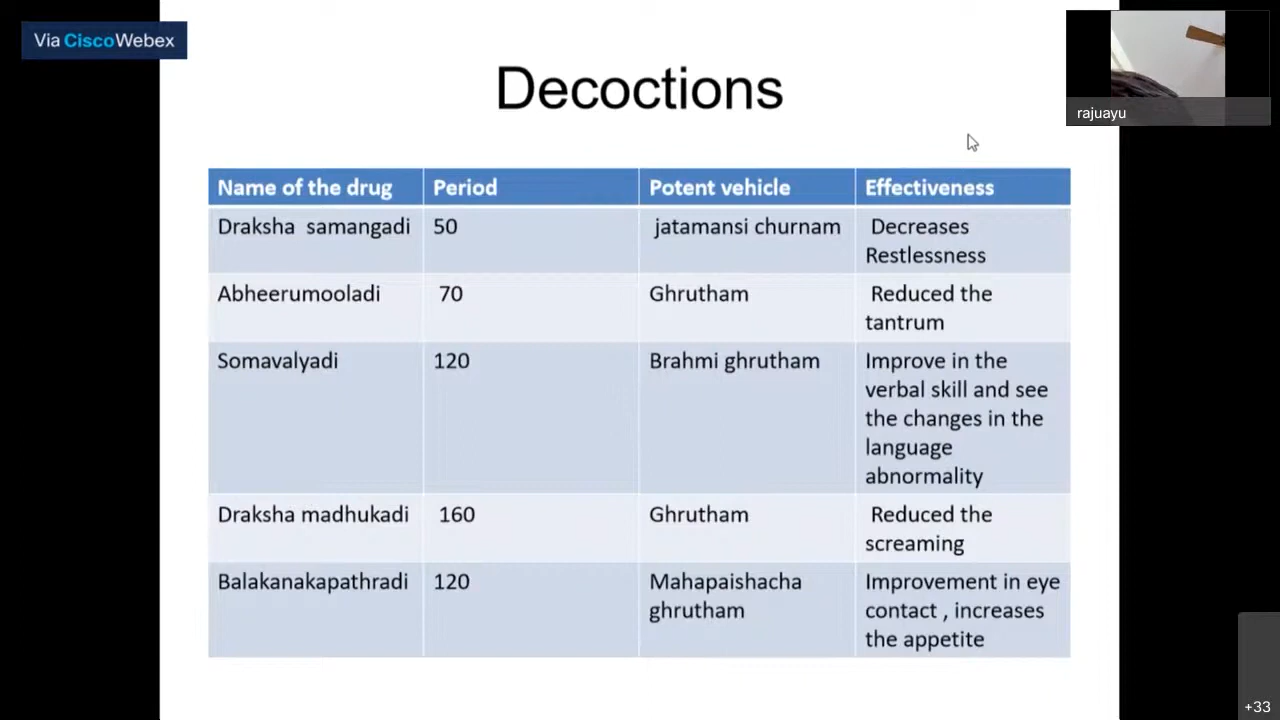 Via CiscoWebex
rajuayu
Decoctions
Name of the drug Period Potent vehicle Effectiveness
Draksha samangadi 50 jatamansi churnam Decreases
Restlessness
Abheerumooladi 70 Ghrutham Reduced the
tantrum
Somavalyadi 120 Brahmi ghrutham Improve in the
verbal skill and see
the changes in the
language
abnormality
Draksha madhukadi 160 Ghrutham Reduced the
screaming
Balakanakapathradi 120 Mahapaishacha Improvement in eye
ghrutham contact , increases
the appetite
+33